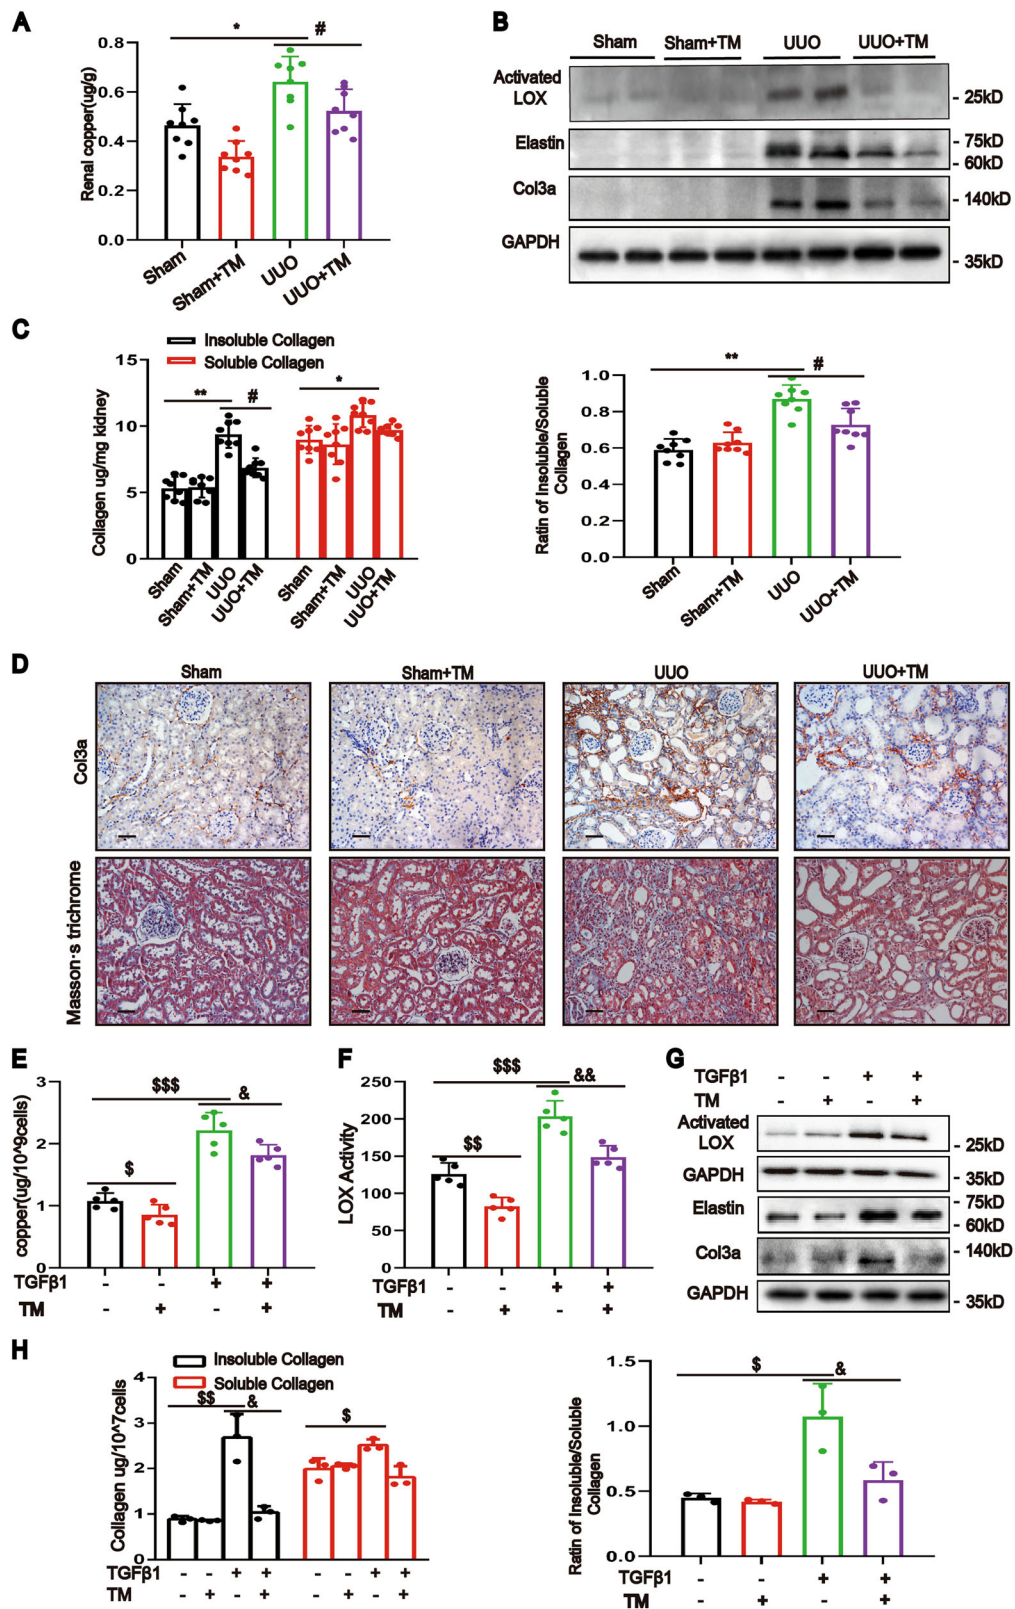 A
Renal copper(ug/g)
0.8
0.6
0.4
0.2
0.0
*
#
Sham
Sham+TM
UUO
UUO+TM
B
Sham
Sham+TM
UUO
UUO+TM
Activated
LOX
- 25kD
Elastin
- 75kD
- 60kD
Col3a
- 140kD
GAPDH
- 35kD
C
Insoluble Collagen
Soluble Collagen
Collagen ug/mg kidney
15
10
5
0
**
#
*
Sham
Sham+TM
UUO
UUO+TM
Sham
Sham+TM
UUO
UUO+TM
Ratin of Insoluble/Soluble
Collagen
1.0
0.8
0.6
0.4
0.2
0.0
**
#
Sham
Sham+TM
UUO
UUO+TM
D
Sham
Sham+TM
UUO
UUO+TM
Col3a
Masson·s trichrome
E
copper(ug/10^9cells)
3
2
1
0
$$$
&
$
TGFβ1 - - + +
TM - + - +
F
LOX Activity
250
200
150
100
50
0
$$$
&&
$$
TGFβ1 - - + +
TM - + - +
G
TGFβ1 - - + +
TM - + - +
Activated
LOX
- 25kD
GAPDH
- 35kD
Elastin
- 75kD
- 60kD
Col3a
- 140kD
GAPDH
- 35kD
H
Insoluble Collagen
Soluble Collagen
Collagen ug/10^7cells
4
3
2
1
0
$$
&
$
TGFβ1 - - + + - - + +
TM - + - + - + - +
Ratin of Insoluble/Soluble
Collagen
1.5
1.0
0.5
0.0
$
&
TGFβ1 - - + +
TM - + - +